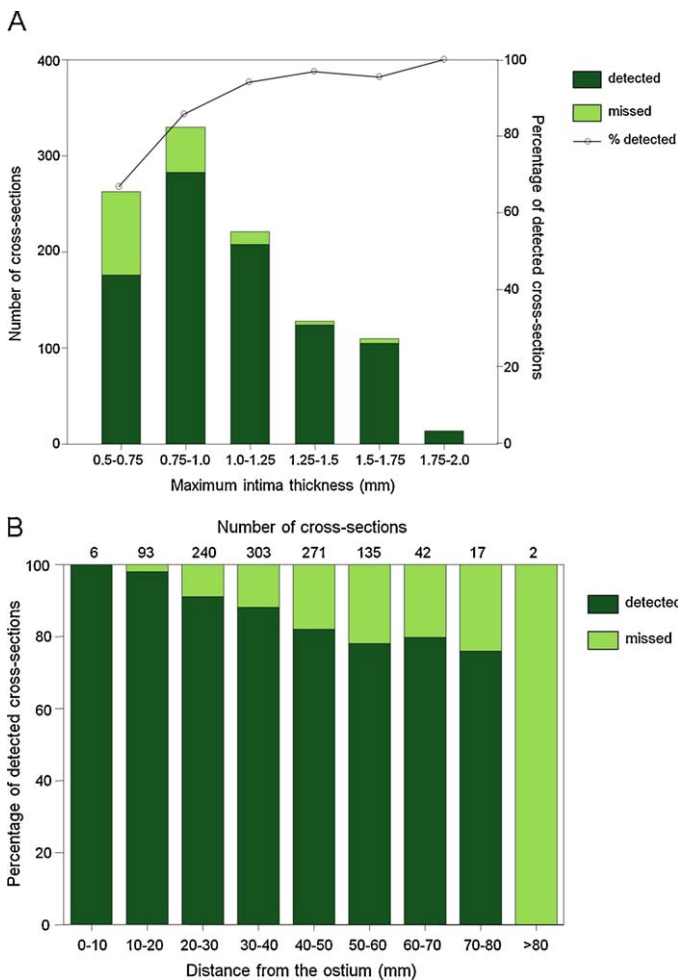 A
400
300
200
100
0
Number of cross-sections
100
80
60
40
20
0
Percentage of detected cross-sections
0.5-0.75 0.75-1.0 1.0-1.25 1.25-1.5 1.5-1.75 1.75-2.0
Maximum intima thickness (mm)
detected
missed
% detected
B
Number of cross-sections
6 93 240 303 271 135 42 17 2
100
80
60
40
20
0
Percentage of detected cross-sections
0-10 10-20 20-30 30-40 40-50 50-60 60-70 70-80 >80
Distance from the ostium (mm)
detected
missed